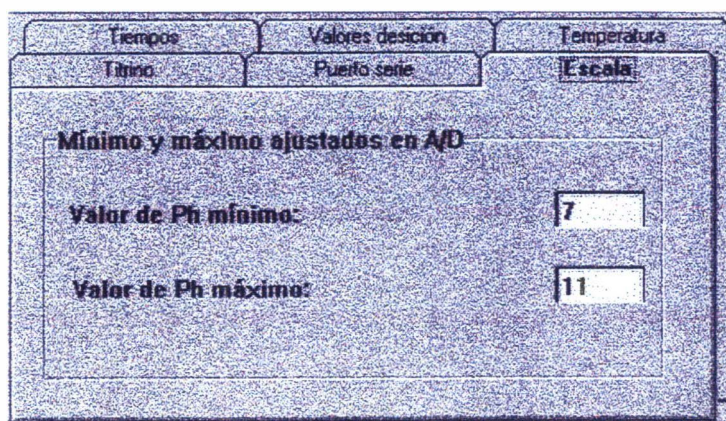 Tiempos Valores desición Temperatura
Titrino Puerto serie Escala
Mínimo y máximo ajustados en A/D
Valor de Ph mínimo: 7
Valor de Ph máximo: 11